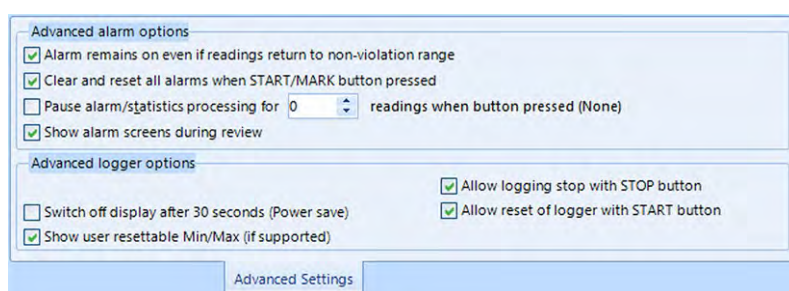 Advanced alarm options
Alarm remains on even if readings return to non-violation range
Clear and reset all alarms when START/MARK button pressed
Pause alarm/statistics processing for 0 readings when button pressed (None)
Show alarm screens during review
Advanced logger options
Allow logging stop with STOP button
Switch off display after 30 seconds (Power save) Allow reset of logger with START button
Show user resettable Min/Max (if supported)
Advanced Settings